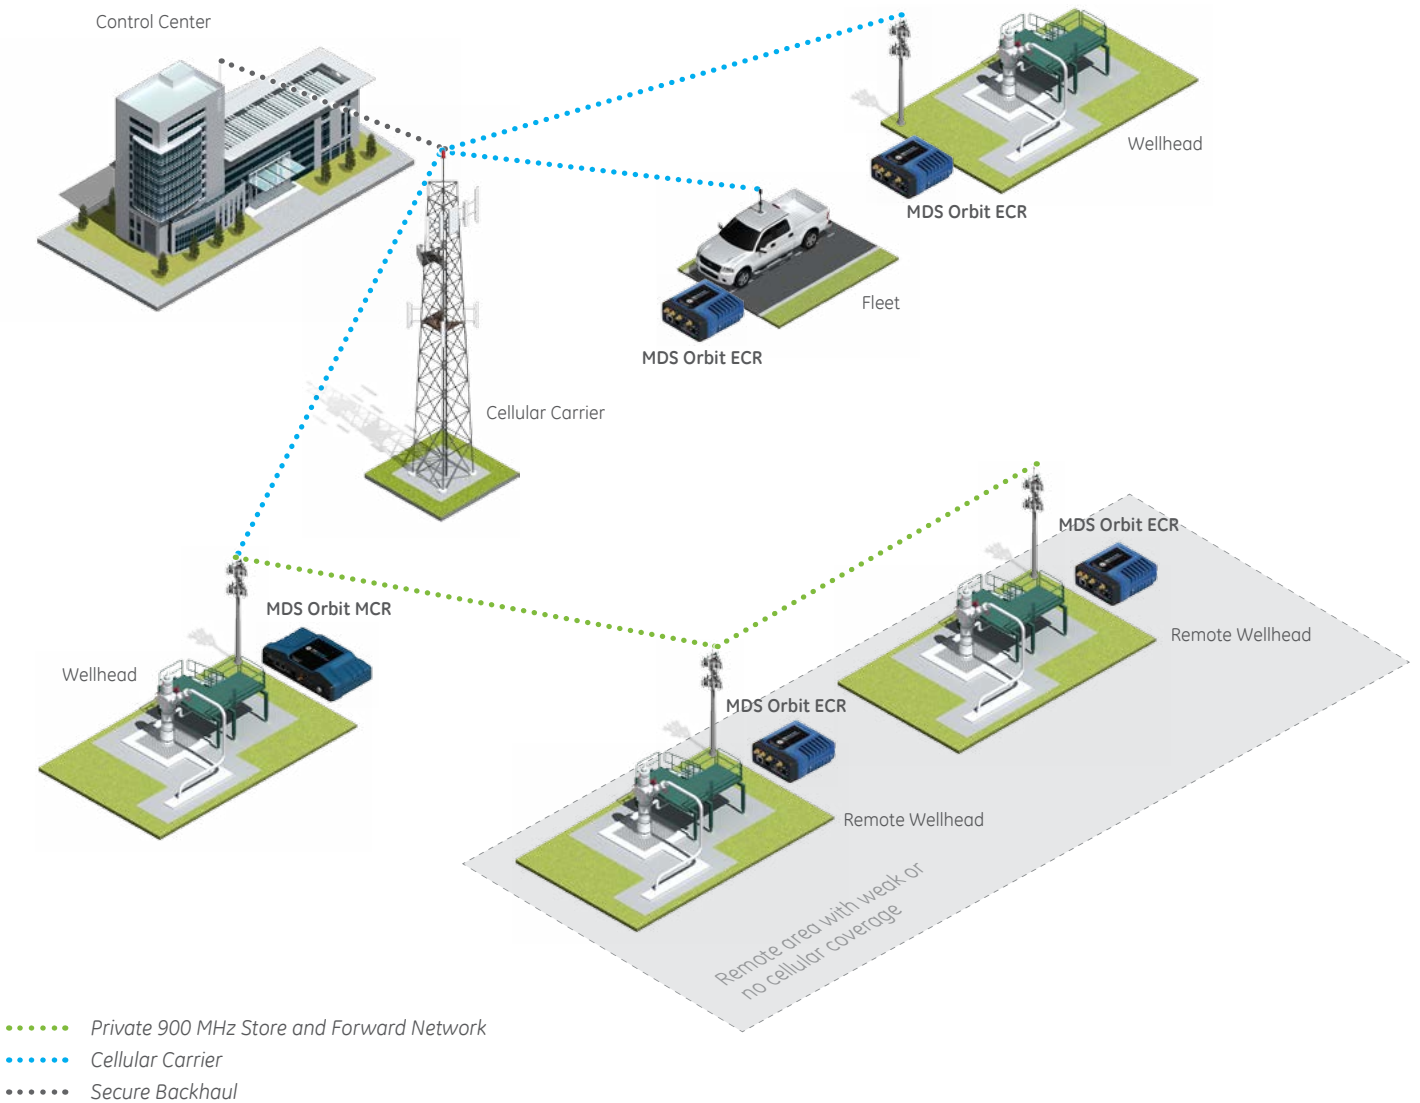 Control Center
Wellhead
MDS Orbit ECR
Fleet
MDS Orbit ECR
Cellular Carrier
MDS Orbit ECR
MDS Orbit MCR
Remote Wellhead
Wellhead
MDS Orbit ECR
Remote Wellhead
Remote area with weak or
no cellular coverage
Private 900 MHz Store and Forward Network
Cellular Carrier
Secure Backhaul